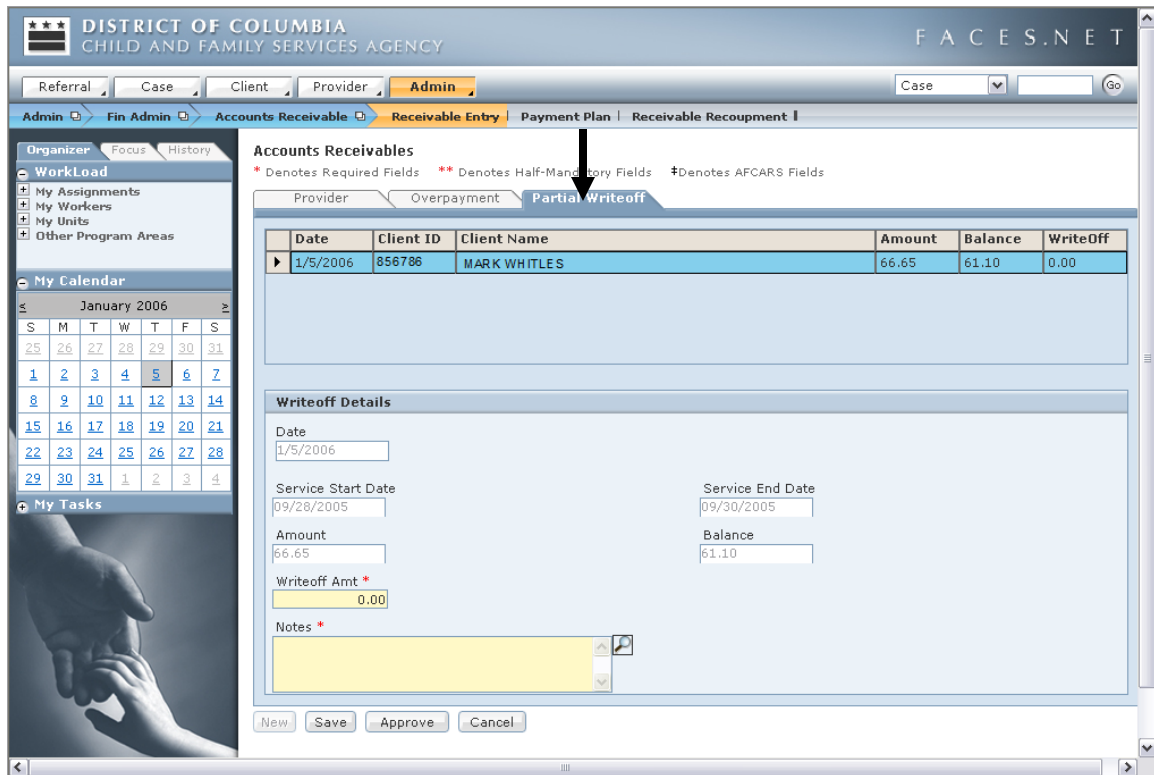 DISTRICT OF COLUMBIA
CHILD AND FAMILY SERVICES AGENCY
FACES.NET
Referral Case Client Provider Admin Case Go
Admin Fin Admin Accounts Receivable Receivable Entry Payment Plan Receivable Recoupment
Organizer Focus History
WorkLoad
My Assignments
My Workers
My Units
Other Program Areas
My Calendar
< January 2006 >
S M T W T F S
25 26 27 28 29 30 31
1 2 3 4 5 6 7
8 9 10 11 12 13 14
15 16 17 18 19 20 21
22 23 24 25 26 27 28
29 30 31 1 2 3 4
My Tasks
Accounts Receivables
* Denotes Required Fields ** Denotes Half-Mandatory Fields ‡Denotes AFCARS Fields
Provider Overpayment Partial Writeoff
Date Client ID Client Name Amount Balance WriteOff
1/5/2006 856786 MARK WHITLES 66.65 61.10 0.00
Writeoff Details
Date
1/5/2006
Service Start Date Service End Date
09/28/2005 09/30/2005
Amount Balance
66.65 61.10
Writeoff Amt *
0.00
Notes *
New Save Approve Cancel